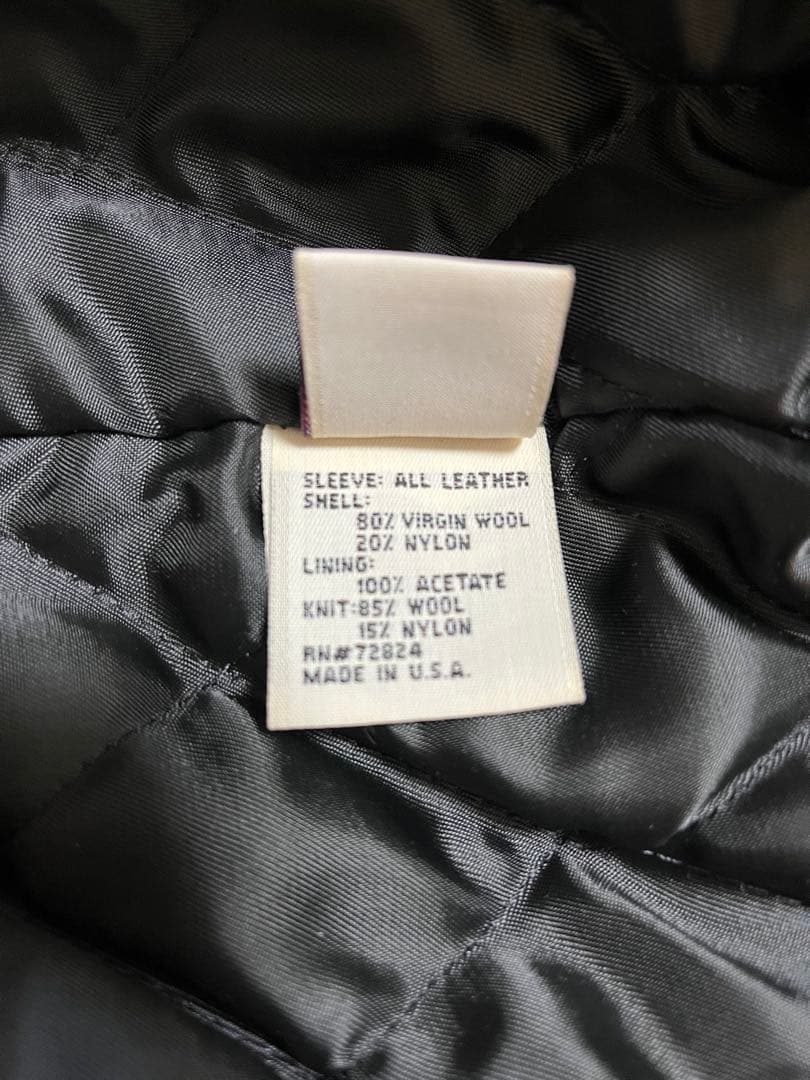 SLEEVE: ALL LEATHER
SHELL:
80% VIRGIN WOOL
20% NYLON
LINING:
100% ACETATE
KNIT:85% WOOL
15% NYLON
RN#72824
MADE IN U.S.A.